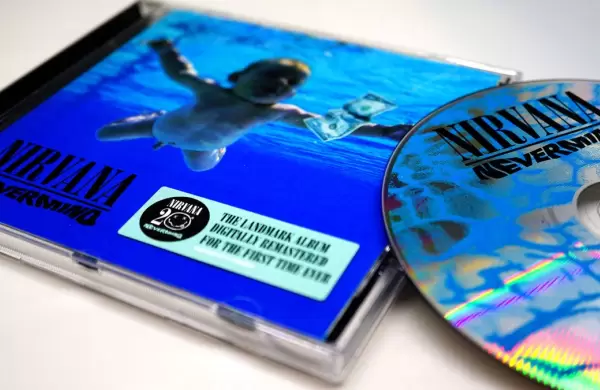 NIRVANA
NEVERMIND
NIRVANA
20
NEVERMIND
THE LANDMARK ALBUM
DIGITALLY REMASTERED
FOR THE FIRST TIME EVER
NIRVANA
NEVERMIND